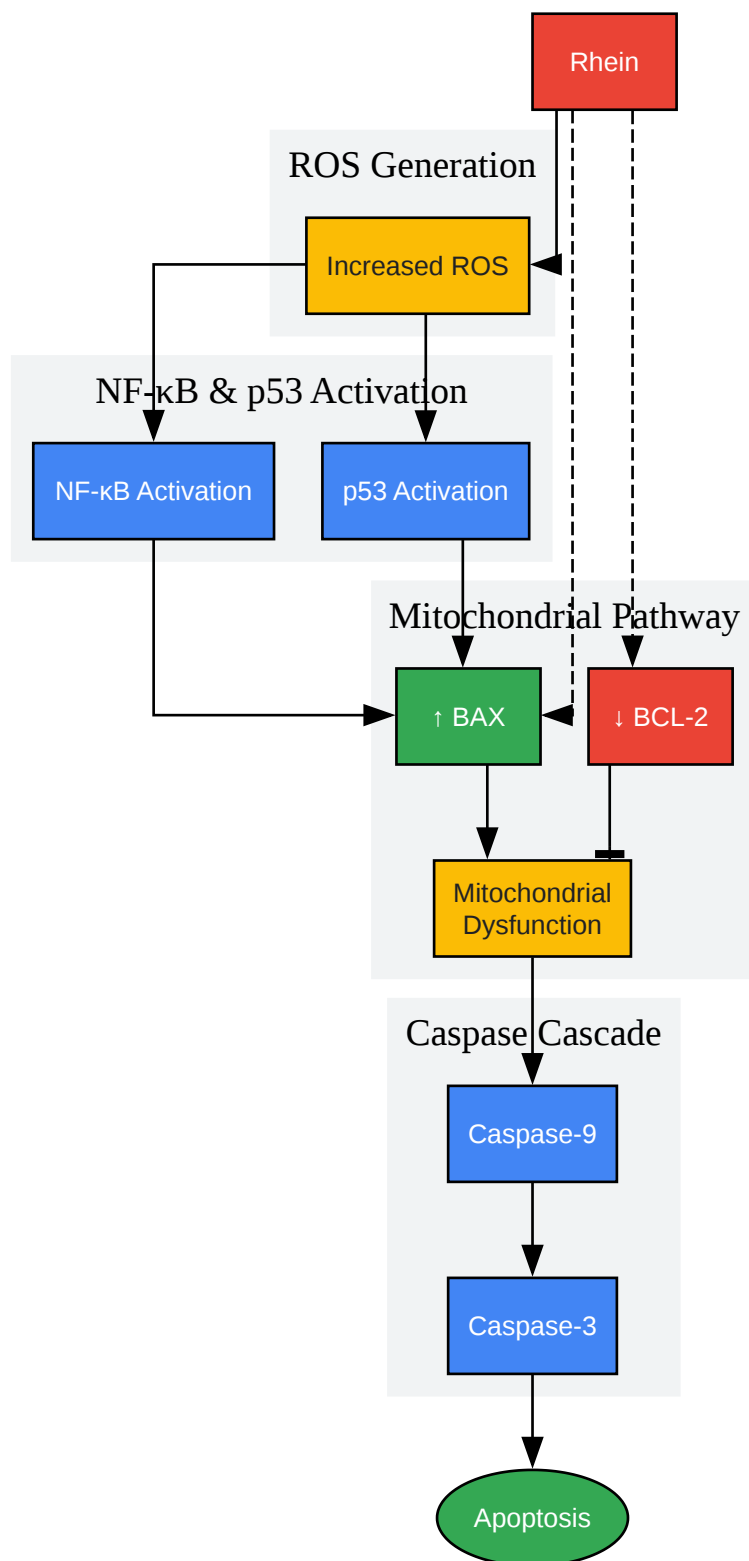 Rhein
ROS Generation
Increased ROS
NF-κB & p53 Activation
NF-κB Activation
p53 Activation
Mitochondrial Pathway
↑ BAX
↓ BCL-2
Mitochondrial
Dysfunction
Caspase Cascade
Caspase-9
Caspase-3
Apoptosis